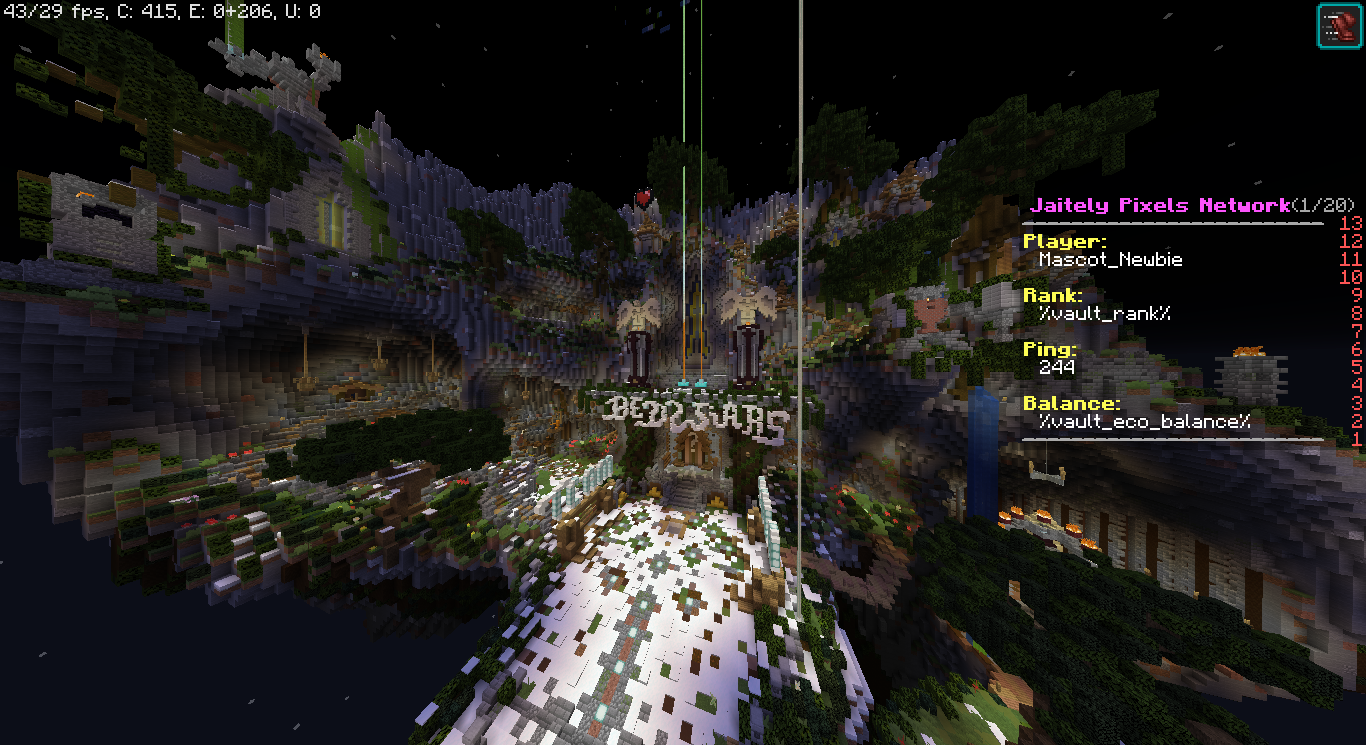 43/29 fps, C: 415, E: 0+206, U: 0
Jaitely Pixels Network(1/20)
13
Player: 12
Mascot_Newbie 11
10
Rank: 9
%vault_rank% 8
7
Ping: 6
244 5
4
Balance: 3
%vault_eco_balance% 2
1
BEDWARS